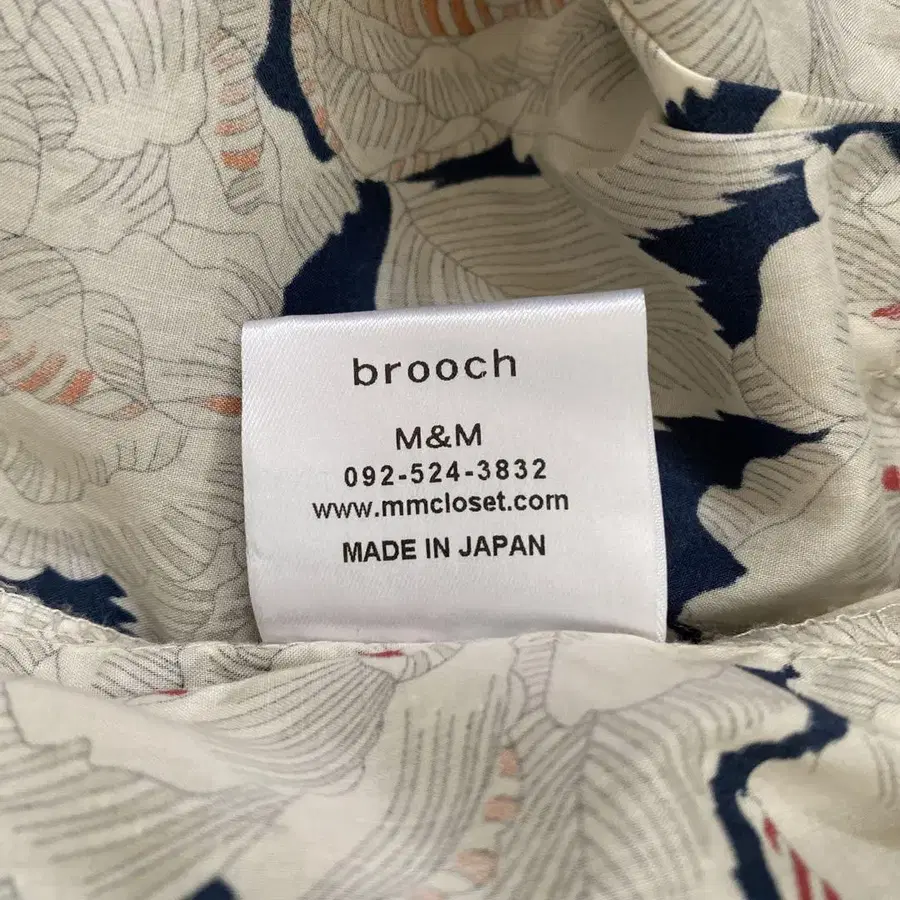 brooch
M&M
092-524-3832
www.mmcloset.com
MADE IN JAPAN